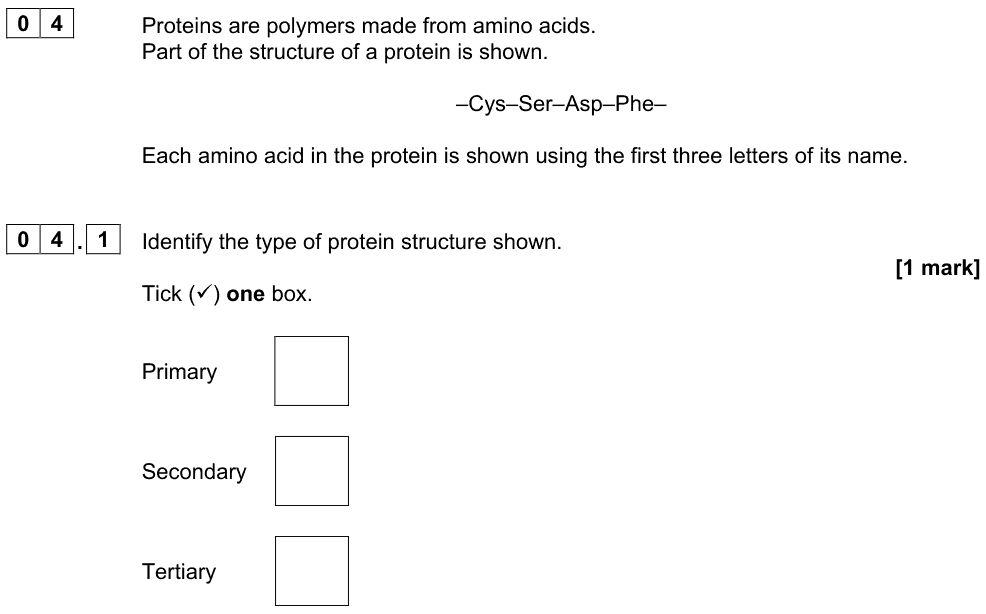 0 4 Proteins are polymers made from amino acids.
Part of the structure of a protein is shown.
–Cys–Ser–Asp–Phe–
Each amino acid in the protein is shown using the first three letters of its name.
0 4 . 1 Identify the type of protein structure shown.
[1 mark]
Tick (✓) one box.
Primary
Secondary
Tertiary